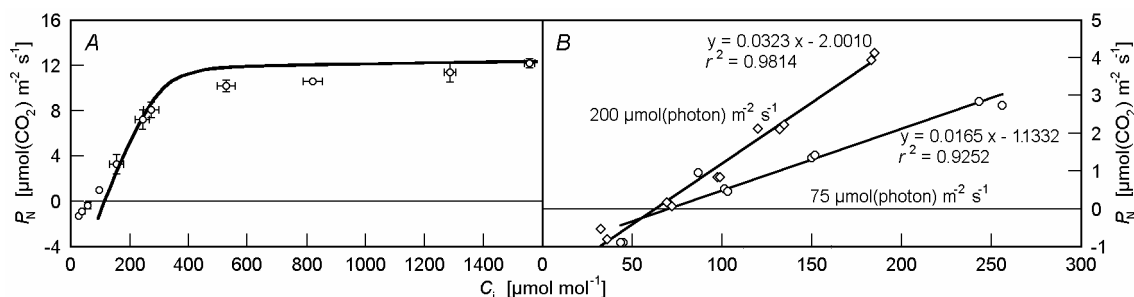 A
B
16
12
8
4
0
-4
P_N [µmol(CO₂) m⁻² s⁻¹]
0 200 400 600 800 1000 1200 1400
C_i [µmol mol⁻¹]
y = 0.0323 x - 2.0010
r² = 0.9814
200 µmol(photon) m⁻² s⁻¹
y = 0.0165 x - 1.1332
r² = 0.9252
75 µmol(photon) m⁻² s⁻¹
0 50 100 150 200 250 300
5
4
3
2
1
0
-1
P_N [µmol(CO₂) m⁻² s⁻¹]